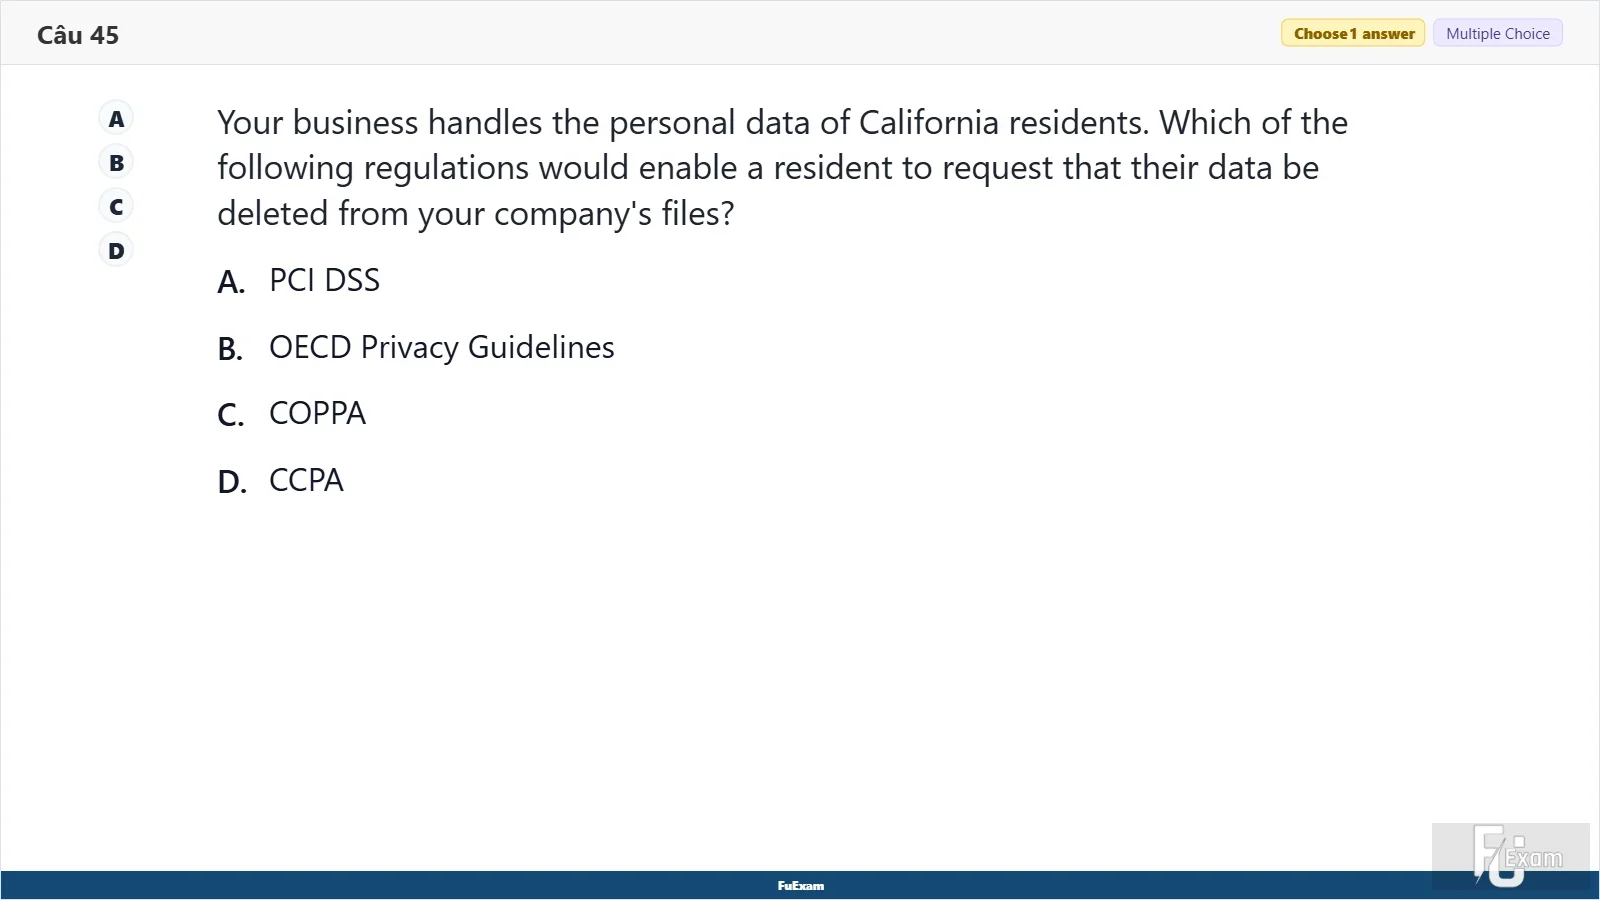 Câu 45
Choose 1 answer
Multiple Choice
A
B
C
D
Your business handles the personal data of California residents. Which of the
following regulations would enable a resident to request that their data be
deleted from your company's files?
A. PCI DSS
B. OECD Privacy Guidelines
C. COPPA
D. CCPA
FuExam
FU Exam